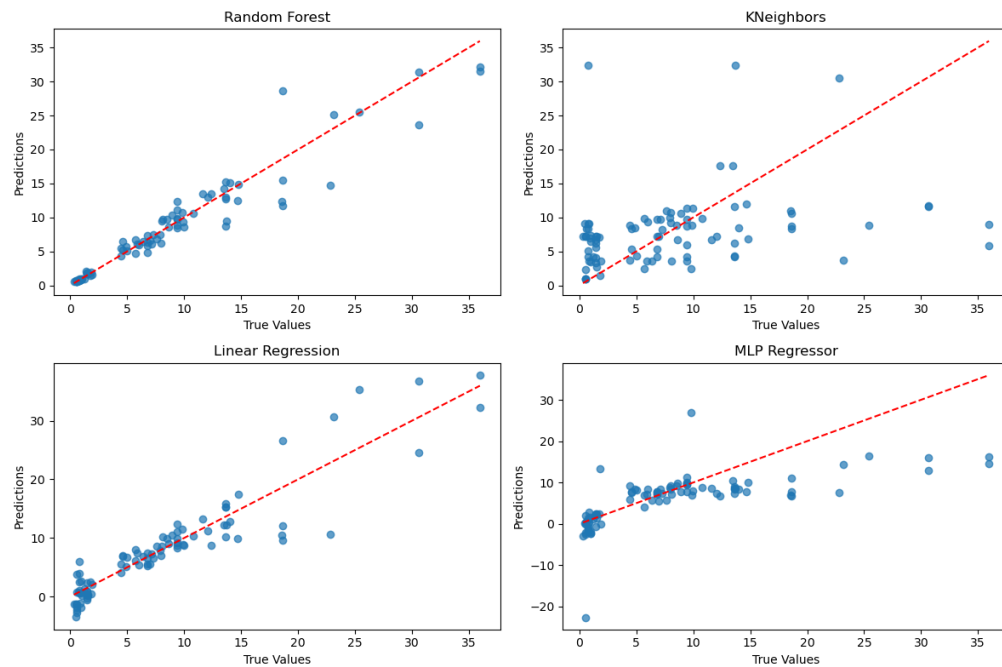 Random Forest
35
30
25
20
15
10
5
0
Predictions
0 5 10 15 20 25 30 35
True Values
KNeighbors
35
30
25
20
15
10
5
0
Predictions
0 5 10 15 20 25 30 35
True Values
Linear Regression
30
20
10
0
Predictions
0 5 10 15 20 25 30 35
True Values
MLP Regressor
30
20
10
0
−10
−20
Predictions
0 5 10 15 20 25 30 35
True Values